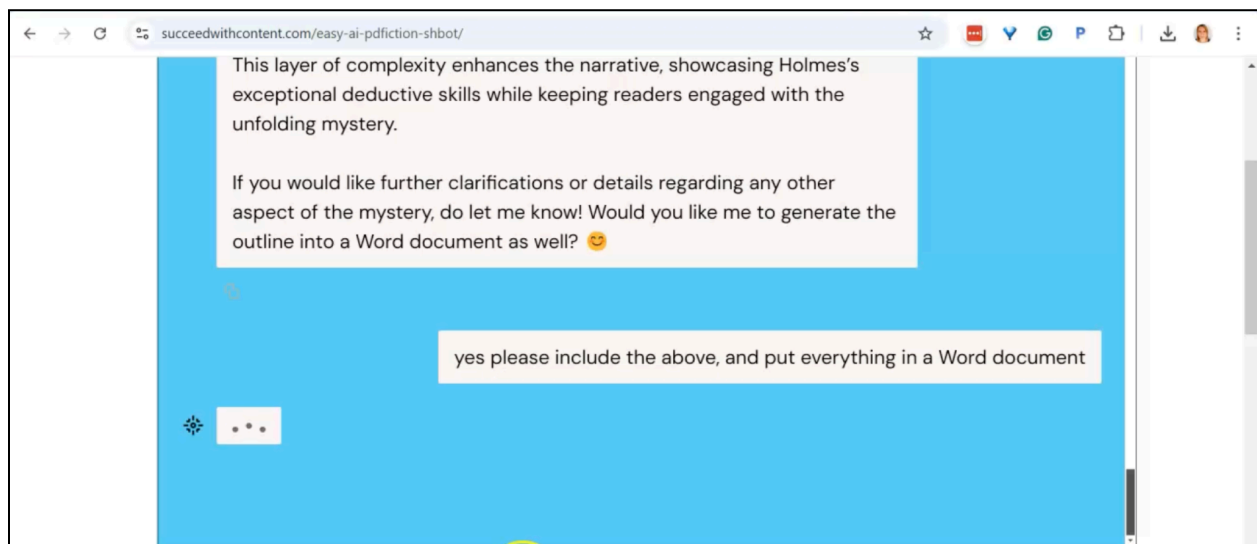 succeedwithcontent.com/easy-ai-pdfiction-shbot/
P
This layer of complexity enhances the narrative, showcasing Holmes's
exceptional deductive skills while keeping readers engaged with the
unfolding mystery.
If you would like further clarifications or details regarding any other
aspect of the mystery, do let me know! Would you like me to generate the
outline into a Word document as well? 😊
yes please include the above, and put everything in a Word document